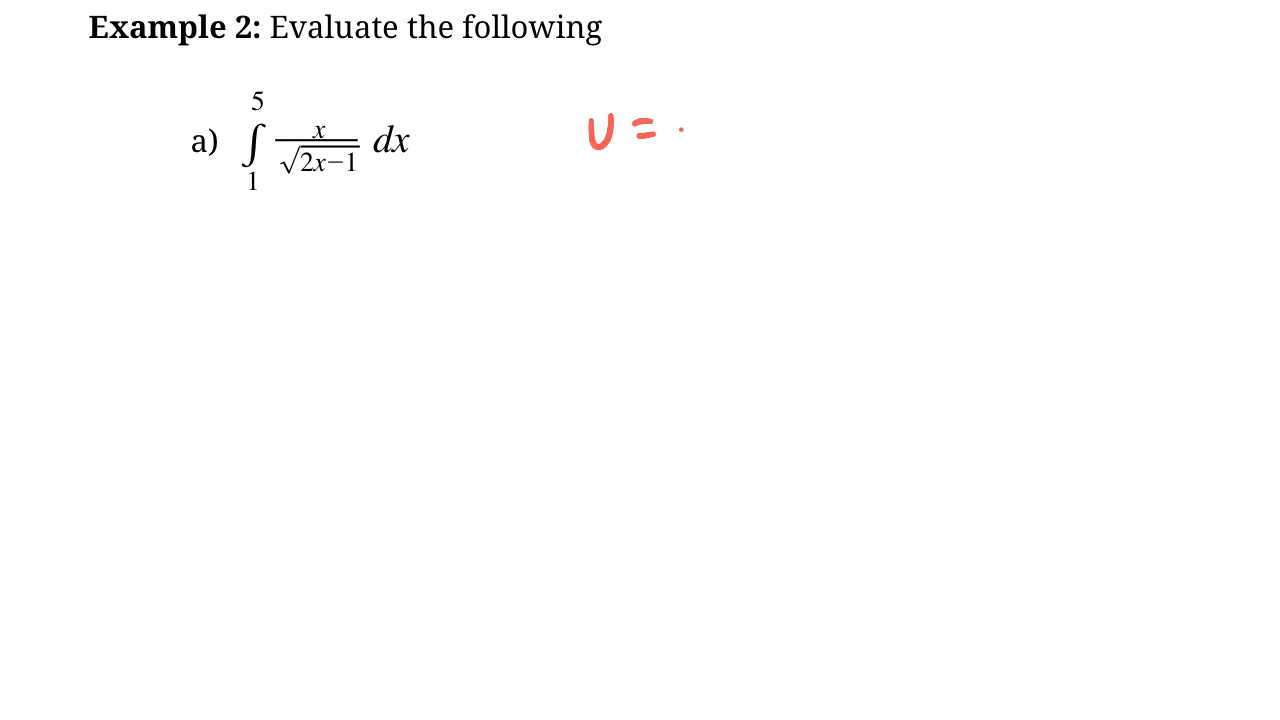 Example 2: Evaluate the following
a) ∫₁⁵ x/√(2x−1) dx
U = .